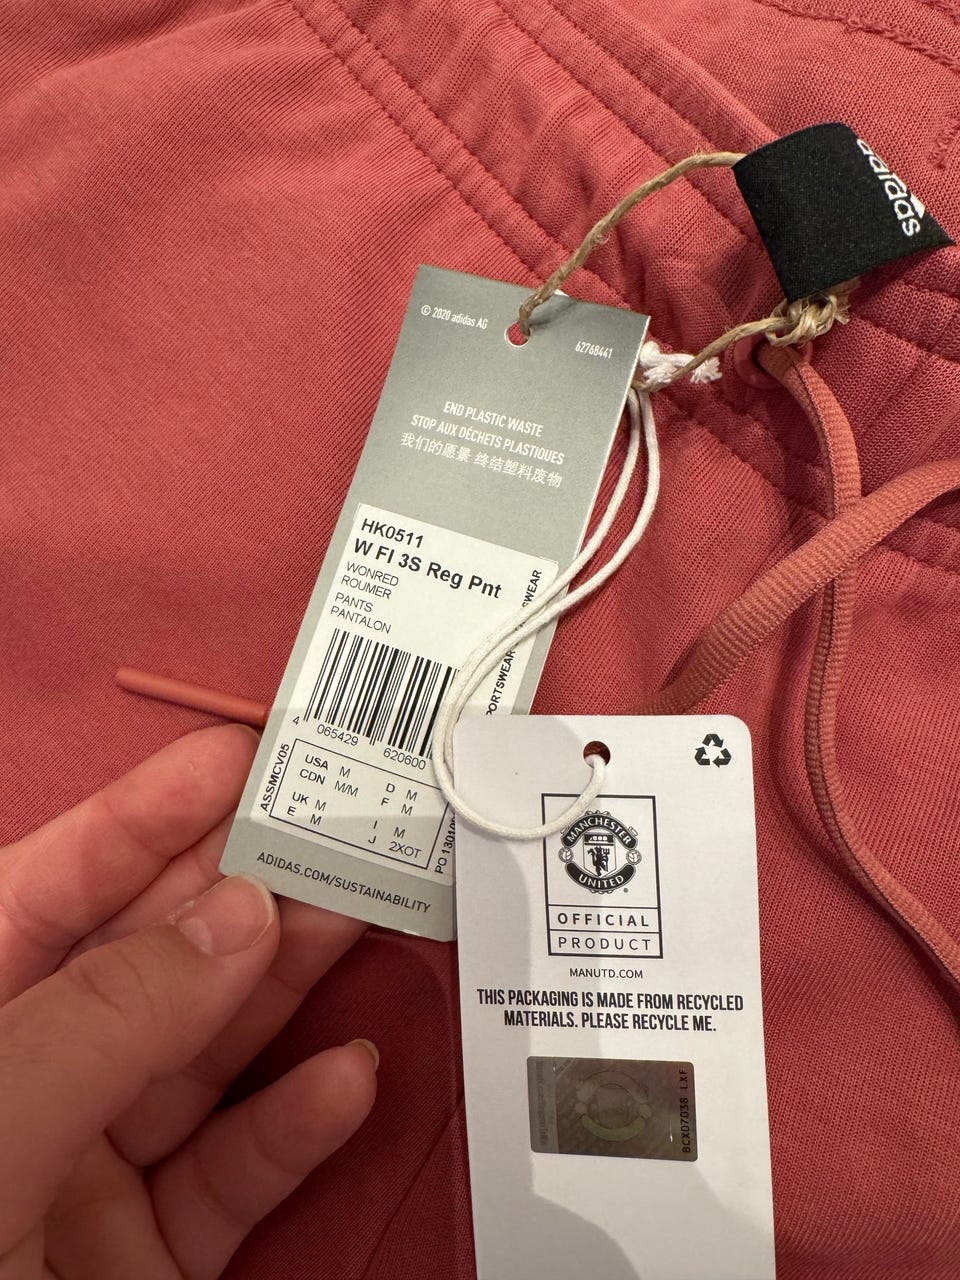 adidas
© 2020 adidas AG
62768441
END PLASTIC WASTE
STOP AUX DÉCHETS PLASTIQUES
我们的愿景 终结塑料废物
HK0511
W FI 3S Reg Pnt
WONRED
ROUMER
PANTS
PANTALON
4 065429 620600
USA M D M
CDN M/M F M
UK M I M
E M J 2XOT
ASSMCV05
ADIDAS.COM/SUSTAINABILITY
MANCHESTER
UNITED
OFFICIAL
PRODUCT
MANUTD.COM
THIS PACKAGING IS MADE FROM RECYCLED
MATERIALS. PLEASE RECYCLE ME.
BCXD7038 LXF